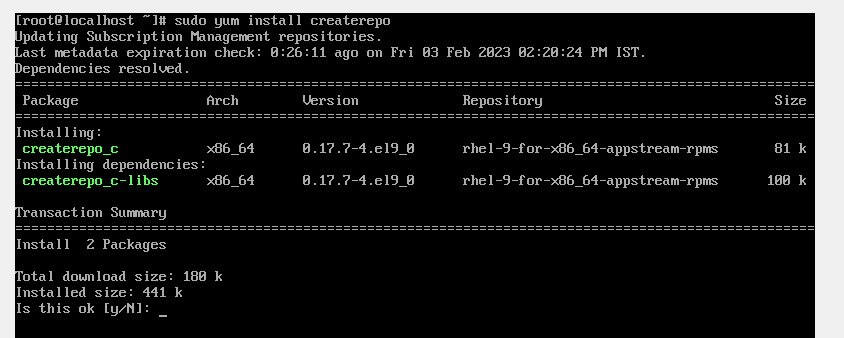 [root@localhost ~]# sudo yum install createrepo
Updating Subscription Management repositories.
Last metadata expiration check: 0:26:11 ago on Fri 03 Feb 2023 02:20:24 PM IST.
Dependencies resolved.
====================================================================================================
Package Arch Version Repository Size
====================================================================================================
Installing:
createrepo_c x86_64 0.17.7-4.el9_0 rhel-9-for-x86_64-appstream-rpms 81 k
Installing dependencies:
createrepo_c-libs x86_64 0.17.7-4.el9_0 rhel-9-for-x86_64-appstream-rpms 100 k
Transaction Summary
====================================================================================================
Install 2 Packages
Total download size: 180 k
Installed size: 441 k
Is this ok [y/N]: _